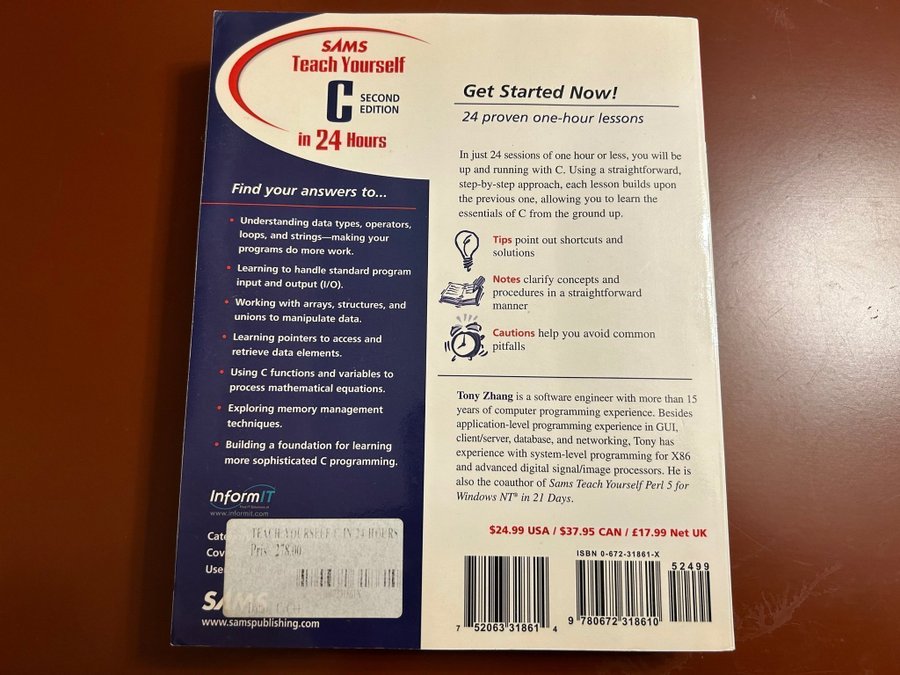 SAMS
Teach Yourself
C SECOND
EDITION
in 24 Hours
Find your answers to...
• Understanding data types, operators,
loops, and strings—making your
programs do more work.
• Learning to handle standard program
input and output (I/O).
• Working with arrays, structures, and
unions to manipulate data.
• Learning pointers to access and
retrieve data elements.
• Using C functions and variables to
process mathematical equations.
• Exploring memory management
techniques.
• Building a foundation for learning
more sophisticated C programming.
InformIT
www.informit.com
Cate
Cov
Use
TEACH YOURSELF C IN 24 HOURS
Pris: 278.00
SAMS
www.samspublishing.com
Get Started Now!
24 proven one-hour lessons
In just 24 sessions of one hour or less, you will be
up and running with C. Using a straightforward,
step-by-step approach, each lesson builds upon
the previous one, allowing you to learn the
essentials of C from the ground up.
Tips point out shortcuts and
solutions
Notes clarify concepts and
procedures in a straightforward
manner
Cautions help you avoid common
pitfalls
Tony Zhang is a software engineer with more than 15
years of computer programming experience. Besides
application-level programming experience in GUI,
client/server, database, and networking, Tony has
experience with system-level programming for X86
and advanced digital signal/image processors. He is
also the coauthor of Sams Teach Yourself Perl 5 for
Windows NT® in 21 Days.
$24.99 USA / $37.95 CAN / £17.99 Net UK
ISBN 0-672-31861-X
52499
7 52063 31861 4
9 780672 318610